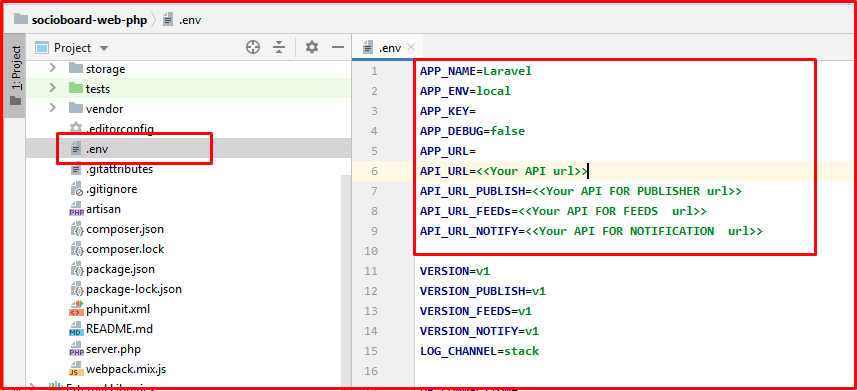 socioboard-web-php .env
1: Project
Project
.env
storage
tests
vendor
.editorconfig
.env
.gitattributes
.gitignore
artisan
composer.json
composer.lock
package.json
package-lock.json
phpunit.xml
README.md
server.php
webpack.mix.js
1 APP_NAME=Laravel
2 APP_ENV=local
3 APP_KEY=
4 APP_DEBUG=false
5 APP_URL=
6 API_URL=<<Your API url>>
7 API_URL_PUBLISH=<<Your API FOR PUBLISHER url>>
8 API_URL_FEEDs=<<Your API FOR FEEDS  url>>
9 API_URL_NOTIFY=<<Your API FOR NOTIFICATION  url>>
10
11 VERSION=v1
12 VERSION_PUBLISH=v1
13 VERSION_FEEDS=v1
14 VERSION_NOTIFY=v1
15 LOG_CHANNEL=stack